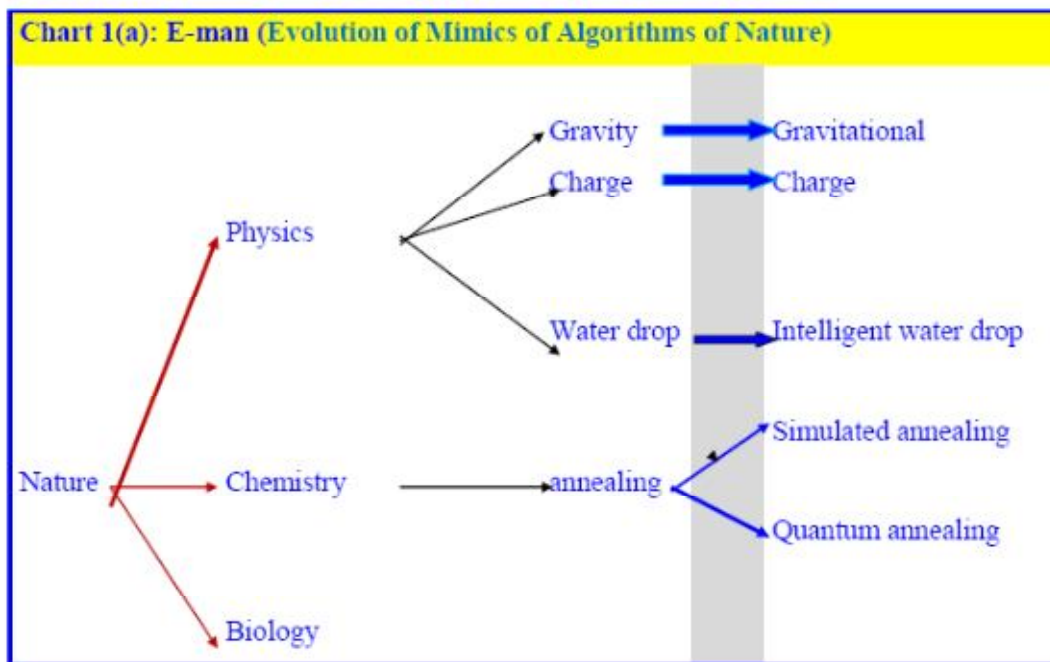 Chart 1(a): E-man (Evolution of Mimics of Algorithms of Nature)
Gravity Gravitational
Charge Charge
Physics
Water drop Intelligent water drop
Simulated annealing
Nature Chemistry annealing
Quantum annealing
Biology